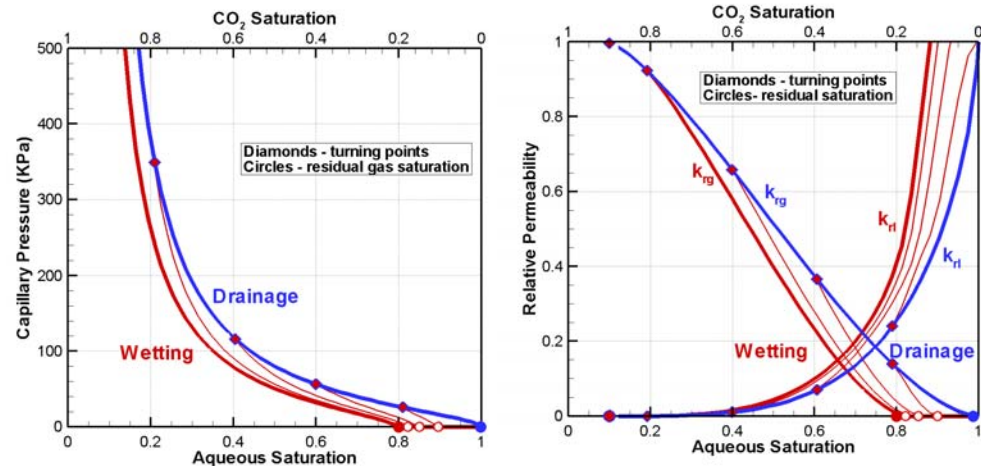 CO2 Saturation
1 0.8 0.6 0.4 0.2 0
500
400
300
200
100
0
Capillary Pressure (KPa)
Diamonds - turning points
Circles - residual gas saturation
Drainage
Wetting
0 0.2 0.4 0.6 0.8 1
Aqueous Saturation
CO2 Saturation
1 0.8 0.6 0.4 0.2 0
1
0.8
0.6
0.4
0.2
0
Relative Permeability
Diamonds - turning points
Circles- residual saturation
krg
krg
krl
krl
Wetting
Drainage
0 0.2 0.4 0.6 0.8 1
Aqueous Saturation